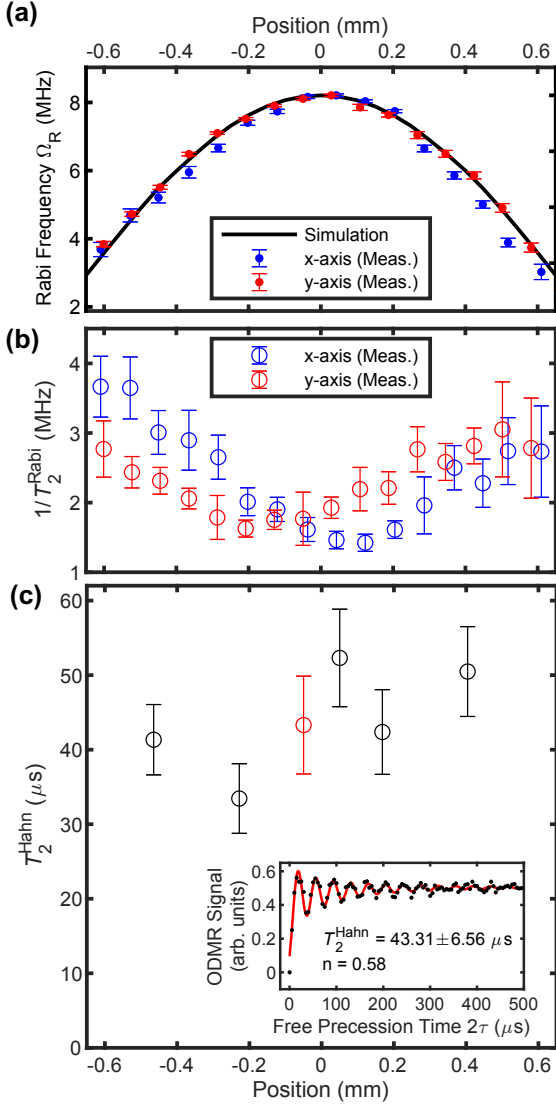 (a)
Position (mm)
-0.6 -0.4 -0.2 0 0.2 0.4 0.6
Rabi Frequency Ω_R (MHz)
8
6
4
2
Simulation
x-axis (Meas.)
y-axis (Meas.)
(b)
1/T_2^Rabi (MHz)
4
3
2
1
x-axis (Meas.)
y-axis (Meas.)
(c)
T_2^Hahn (μs)
60
50
40
30
20
10
0
ODMR Signal
(arb. units)
0.6
0.4
0.2
0
T_2^Hahn = 43.31±6.56 μs
n = 0.58
0 100 200 300 400 500
Free Precession Time 2τ (μs)
-0.6 -0.4 -0.2 0 0.2 0.4 0.6
Position (mm)